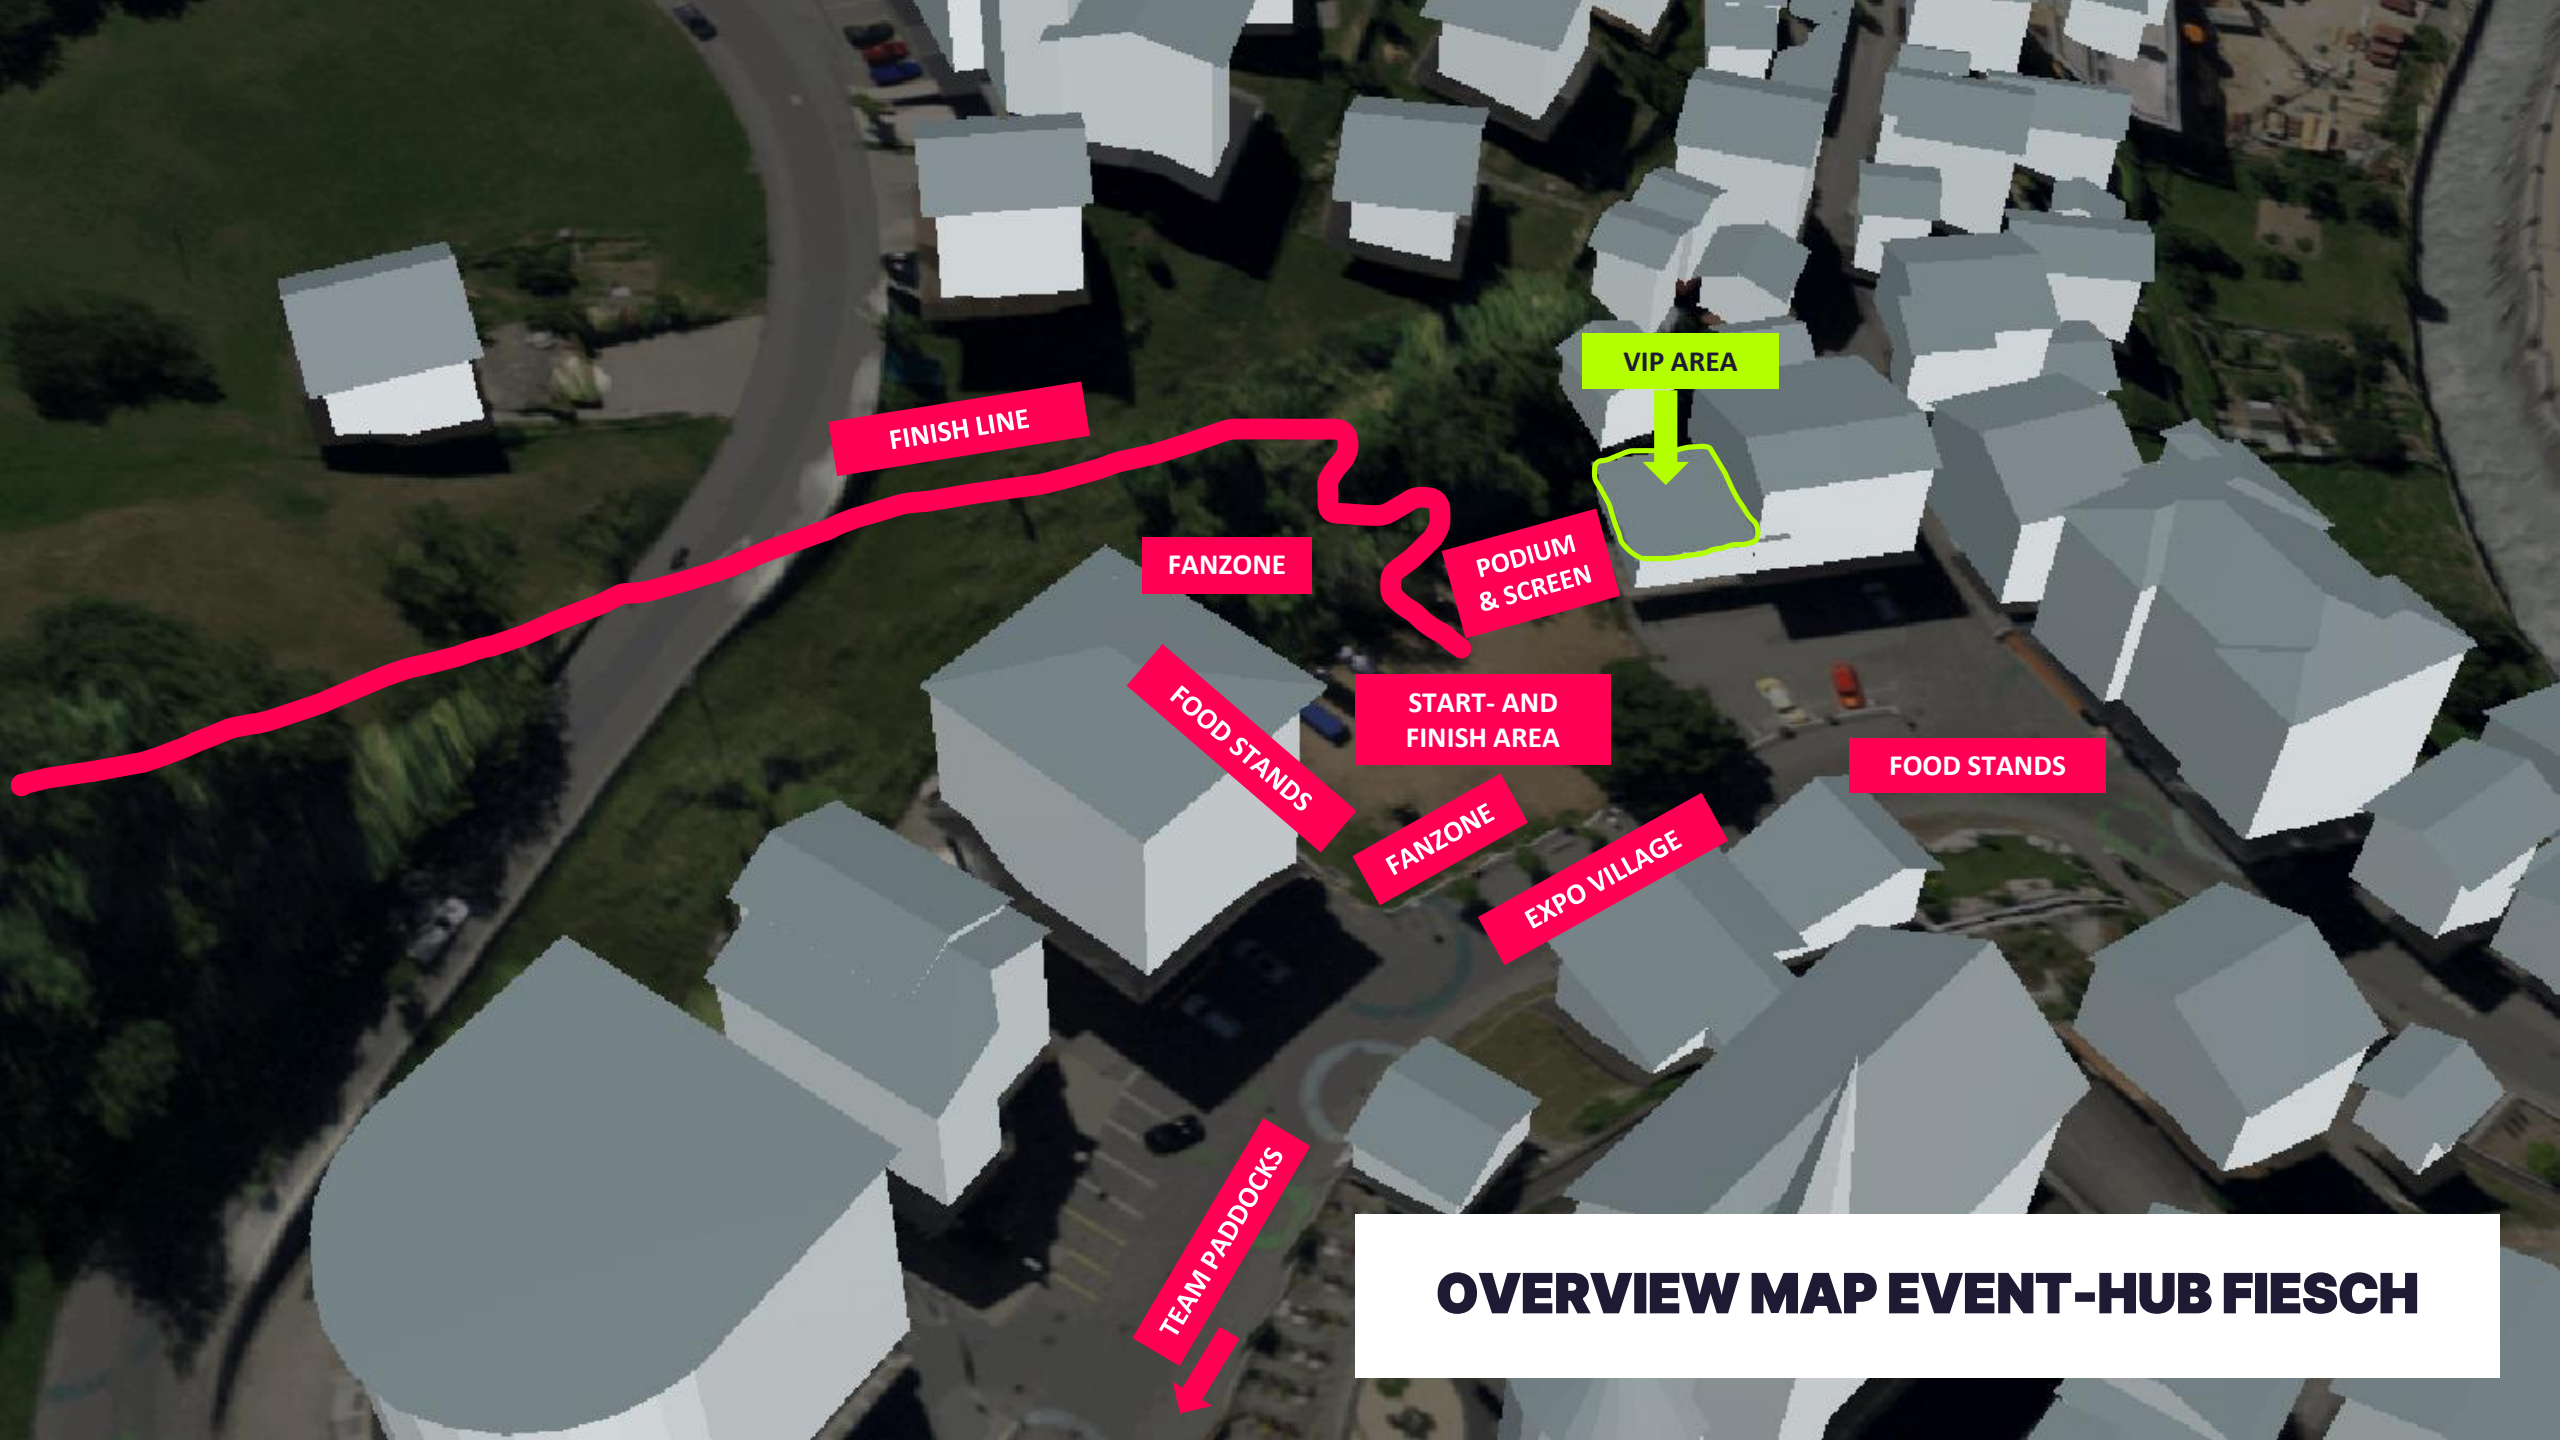 VIP AREA
FINISH LINE
FANZONE
PODIUM
& SCREEN
START- AND
FINISH AREA
FOOD STANDS
FOOD STANDS
FANZONE
EXPO VILLAGE
TEAM PADDOCKS
OVERVIEW MAP EVENT-HUB FIESCH